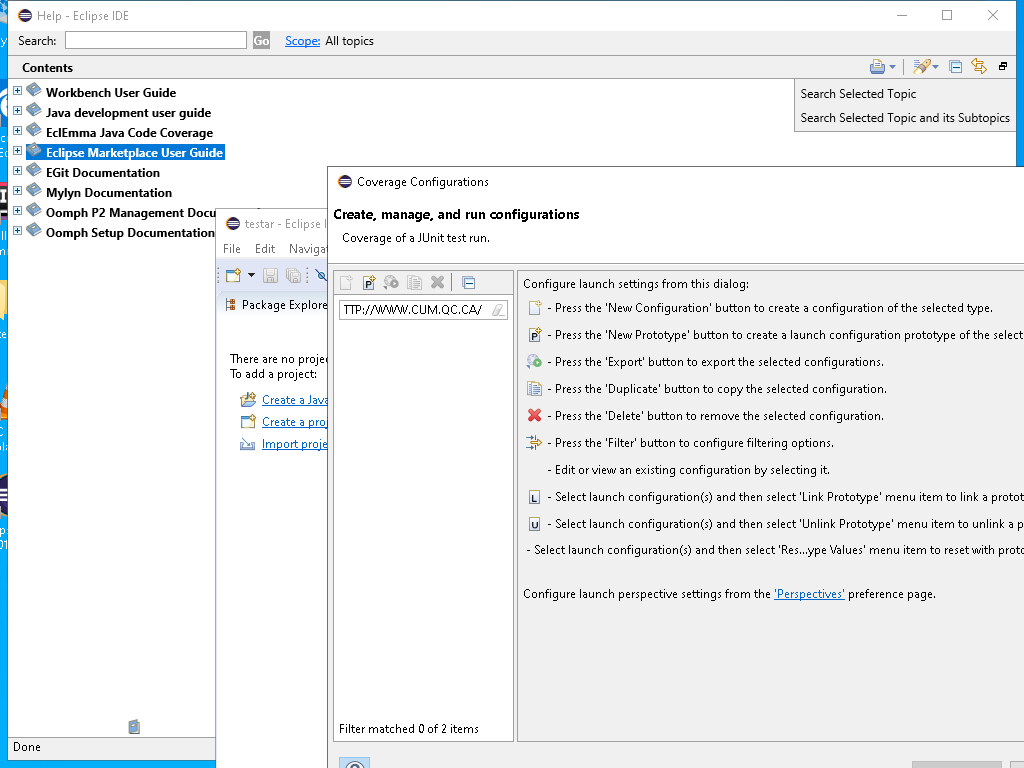 Help - Eclipse IDE
Search:
Go
Scope:
All topics
Contents
Search Selected Topic
Search Selected Topic and its Subtopics
Workbench User Guide
Java development user guide
EclEmma Java Code Coverage
Eclipse Marketplace User Guide
EGit Documentation
Mylyn Documentation
Oomph P2 Management Docu
Oomph Setup Documentation
Done
testar - Eclipse I
File Edit Naviga
Package Explore
There are no projec
To add a project:
Create a Java
Create a proj
Import proje
Coverage Configurations
Create, manage, and run configurations
Coverage of a JUnit test run.
TTP://WWW.CUM.QC.CA/
Filter matched 0 of 2 items
Configure launch settings from this dialog:
- Press the 'New Configuration' button to create a configuration of the selected type.
P - Press the 'New Prototype' button to create a launch configuration prototype of the select
- Press the 'Export' button to export the selected configurations.
- Press the 'Duplicate' button to copy the selected configuration.
- Press the 'Delete' button to remove the selected configuration.
- Press the 'Filter' button to configure filtering options.
- Edit or view an existing configuration by selecting it.
L - Select launch configuration(s) and then select 'Link Prototype' menu item to link a protot
U - Select launch configuration(s) and then select 'Unlink Prototype' menu item to unlink a p
- Select launch configuration(s) and then select 'Res...ype Values' menu item to reset with proto
Configure launch perspective settings from the 'Perspectives' preference page.